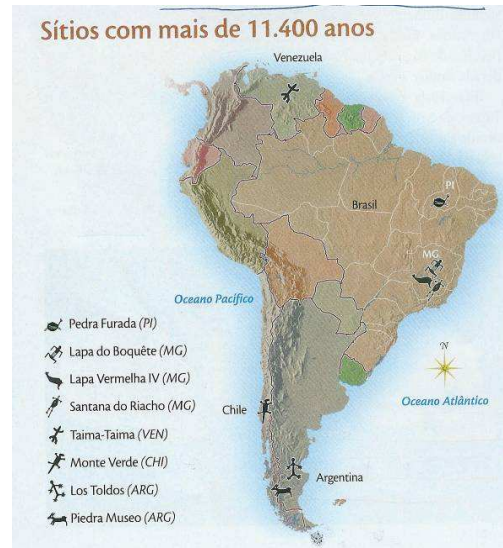 Sítios com mais de 11.400 anos
Venezuela
PI
Brasil
MG
Oceano Pacífico
Pedra Furada (PI)
Lapa do Boquête (MG)
Lapa Vermelha IV (MG)
Santana do Riacho (MG)
Taima-Taima (VEN)
Monte Verde (CHI)
Los Toldos (ARG)
Piedra Museo (ARG)
Chile
Argentina
N
Oceano Atlântico